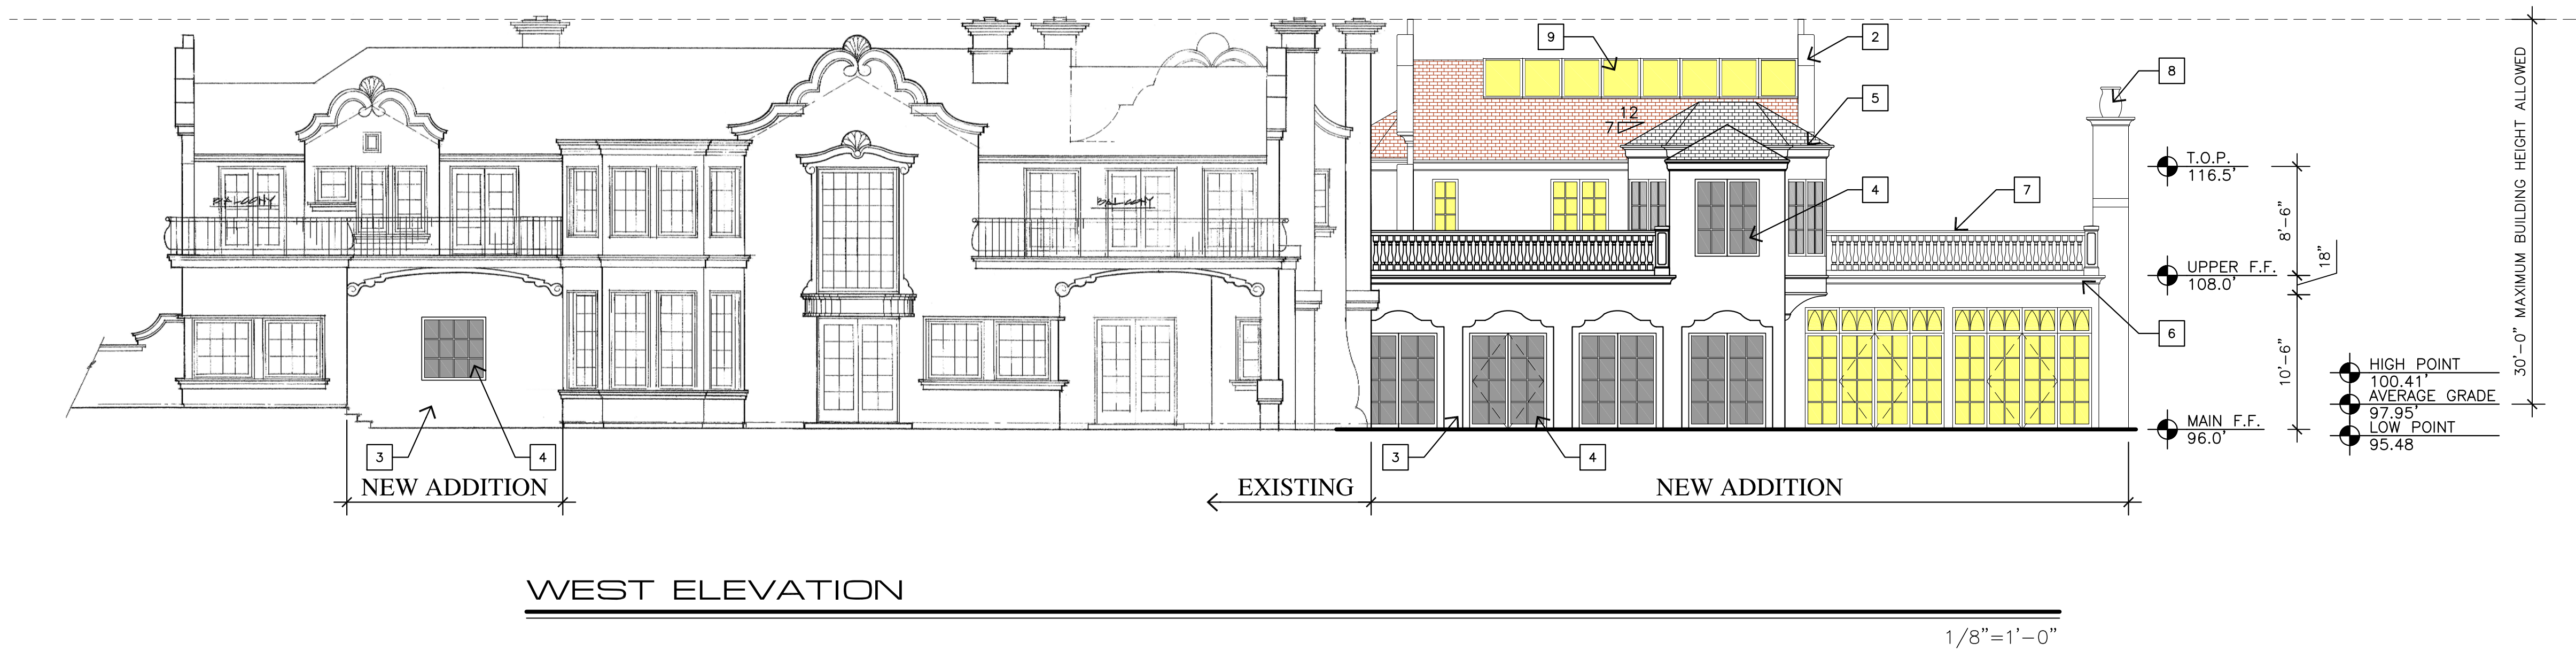 9
2
8
5
12
7
T.O.P.
116.5'
BALCONY
BALCONY
4
7
8'-6"
18"
UPPER F.F.
108.0'
6
30'-0" MAXIMUM BUILDING HEIGHT ALLOWED
10'-6"
HIGH POINT
100.41'
AVERAGE GRADE
97.95'
MAIN F.F.
96.0'
LOW POINT
95.48
3
4
3
4
NEW ADDITION
EXISTING
NEW ADDITION
WEST ELEVATION
1/8"=1'-0"